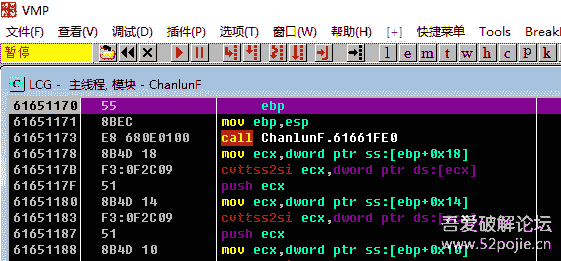 VMP
文件(F) 查看(V) 调试(D) 插件(P) 选项(T) 窗口(W) 帮助(H) [+] 快捷菜单 Tools Break
暂停 l e m t w h c p k
C LCG - 主线程, 模块 - ChanlunF
61651170 55 ebp
61651171 8BEC mov ebp,esp
61651173 E8 680E0100 call ChanlunF.61661FE0
61651178 8B4D 18 mov ecx,dword ptr ss:[ebp+0x18]
6165117B F3:0F2C09 cvttss2si ecx,dword ptr ds:[ecx]
6165117F 51 push ecx
61651180 8B4D 14 mov ecx,dword ptr ss:[ebp+0x14]
61651183 F3:0F2C09 cvttss2si ecx,dword ptr ds:[ecx]
61651187 51 push ecx
61651188 8B4D 10 mov ecx,dword ptr ss:[ebp+0x10]
吾爱破解论坛
www.52pojie.cn